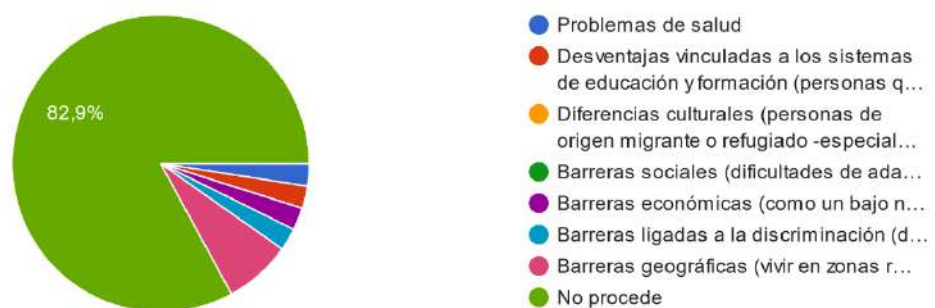 82,9%
Problemas de salud
Desventajas vinculadas a los sistemas
de educación y formación (personas q…
Diferencias culturales (personas de
origen migrante o refugiado -especial…
Barreras sociales (dificultades de ada…
Barreras económicas (como un bajo n…
Barreras ligadas a la discriminación (d…
Barreras geográficas (vivir en zonas r…
No procede